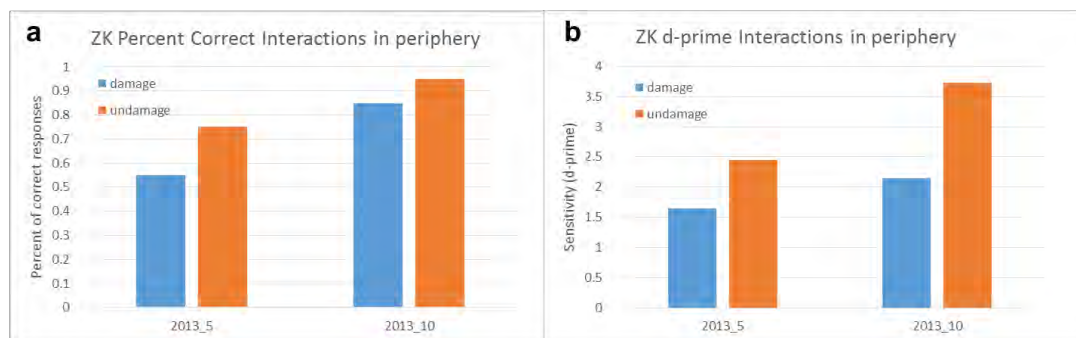 a
ZK Percent Correct Interactions in periphery
Percent of correct responses
1
0.9
0.8
0.7
0.6
0.5
0.4
0.3
0.2
0.1
0
damage
undamage
2013_5
2013_10
b
ZK d-prime Interactions in periphery
Sensitivity (d-prime)
4
3.5
3
2.5
2
1.5
1
0.5
0
damage
undamage
2013_5
2013_10